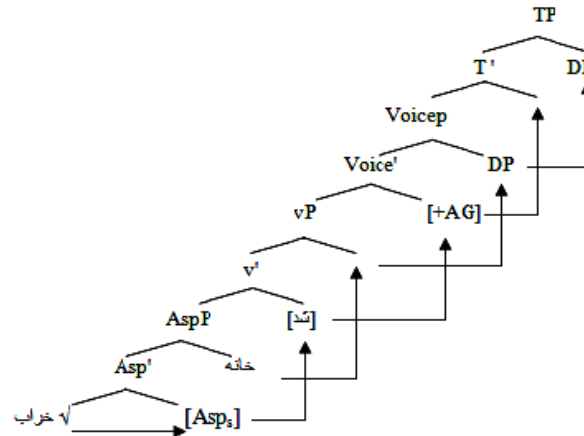 TP
T' D
Voicep
Voice' DP
vP [+AG]
v'
AspP [شد]
Asp' خانه
خراب √ [Asps]